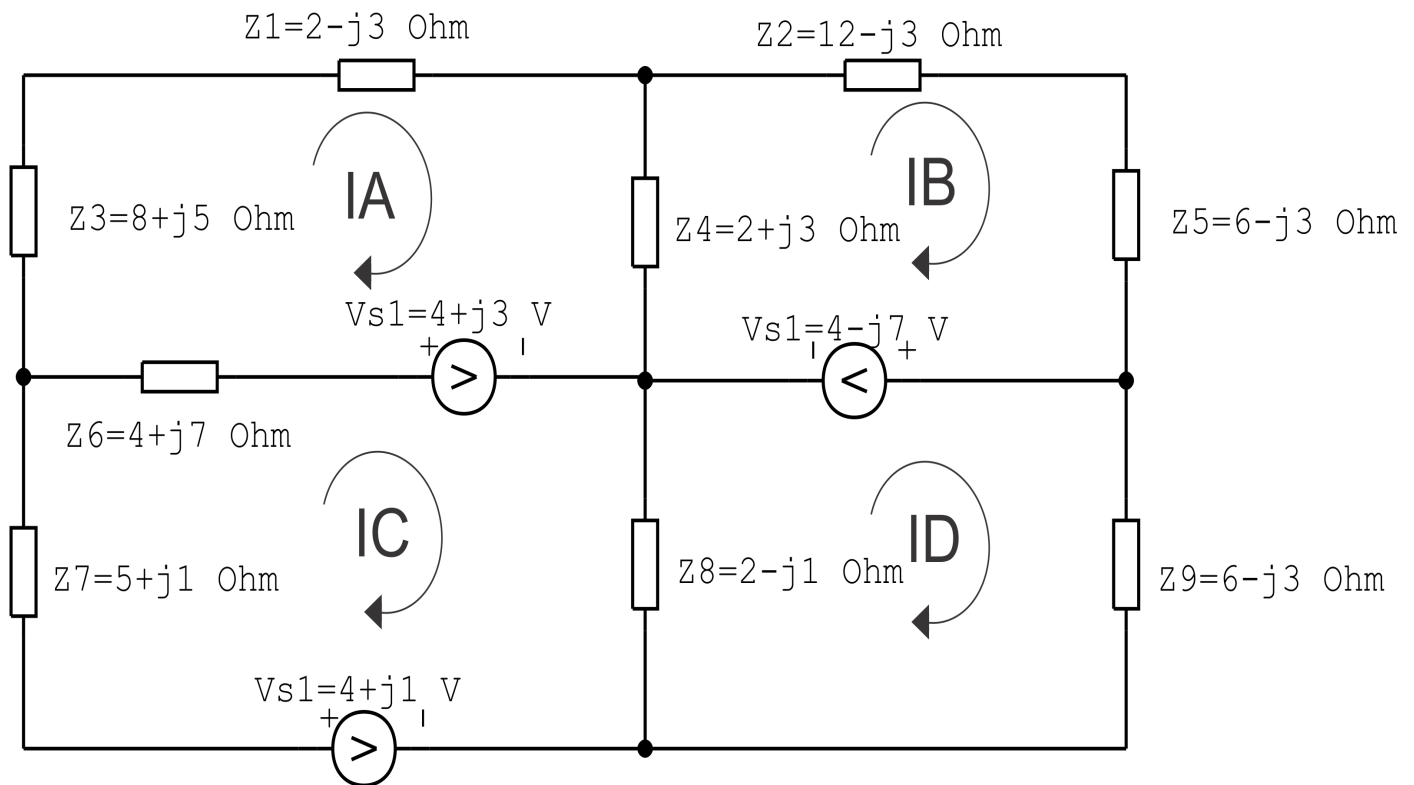 Z1=2-j3 Ohm
Z2=12-j3 Ohm
IA
IB
Z3=8+j5 Ohm
Z4=2+j3 Ohm
Z5=6-j3 Ohm
Vs1=4+j3 V
+ -
>
Vs1=4-j7 V
- +
<
Z6=4+j7 Ohm
IC
ID
Z7=5+j1 Ohm
Z8=2-j1 Ohm
Z9=6-j3 Ohm
Vs1=4+j1 V
+ -
>